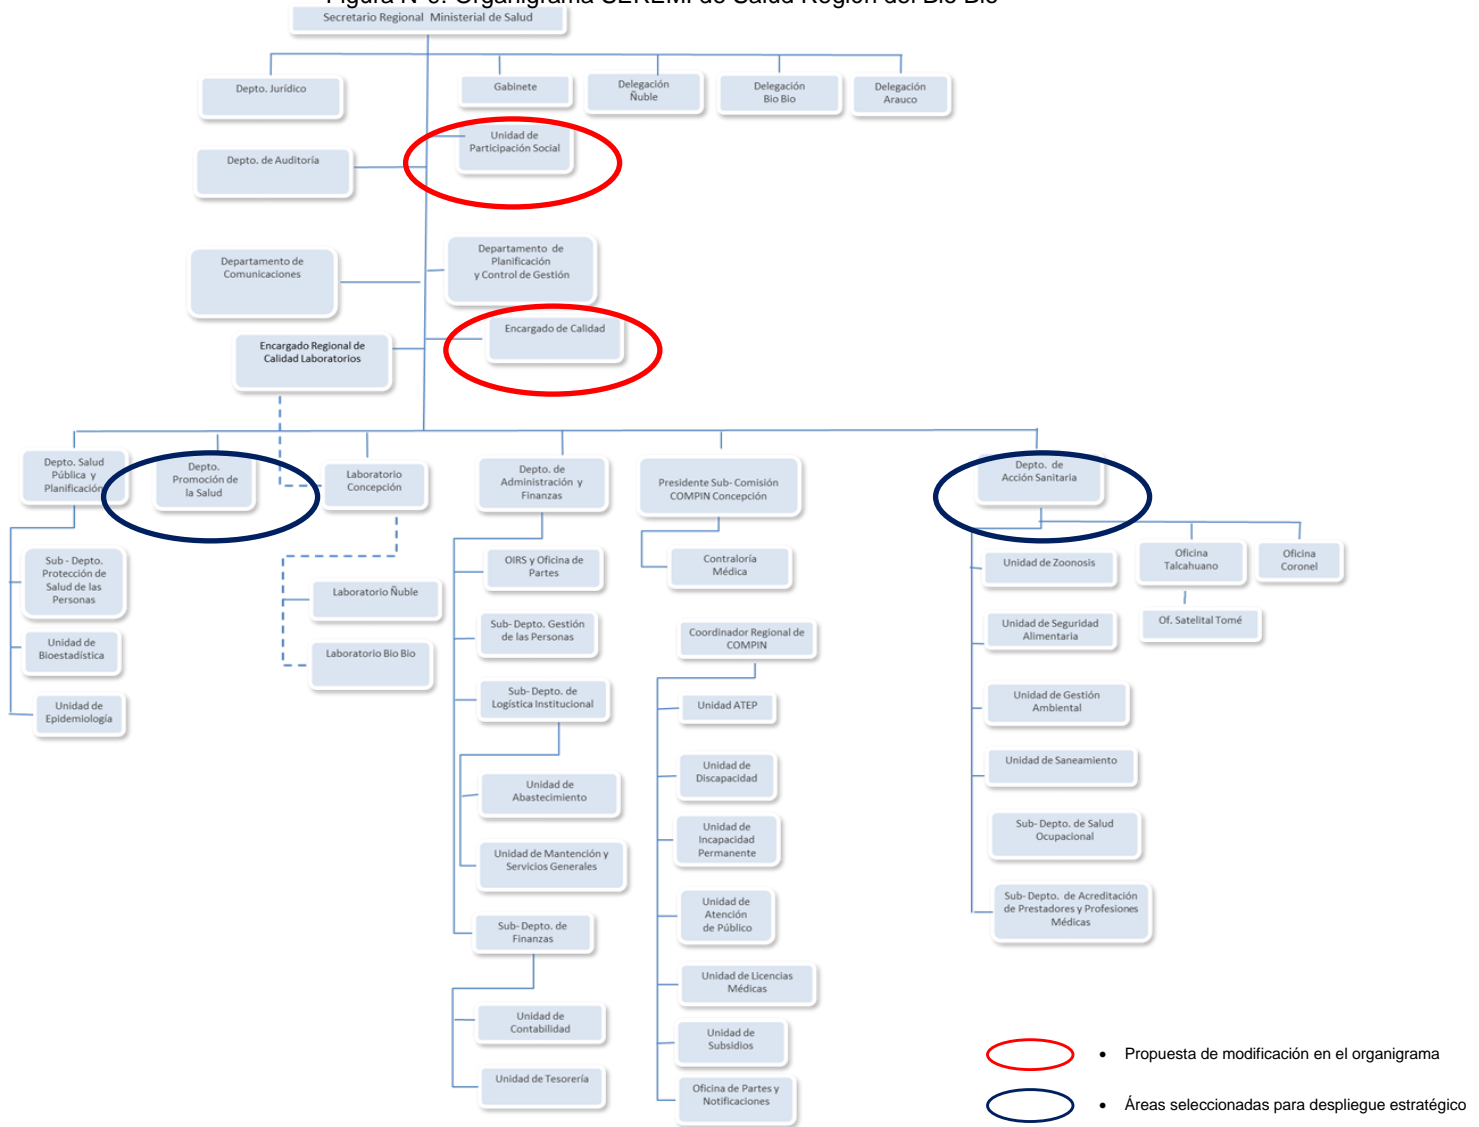 Figura N°6: Organigrama SEREMI de Salud Región del Bio Bio
Secretario Regional Ministerial de Salud
Depto. Jurídico
Gabinete
Delegación
Ñuble
Delegación
Bio Bio
Delegación
Arauco
Unidad de
Participación Social
Depto. de Auditoría
Departamento de
Comunicaciones
Departamento de
Planificación
y Control de Gestión
Encargado de Calidad
Encargado Regional de
Calidad Laboratorios
Depto. Salud
Pública y
Planificación
Depto.
Promoción de
la Salud
Laboratorio
Concepción
Depto. de
Administración y
Finanzas
Presidente Sub- Comisión
COMPIN Concepción
Depto. de
Acción Sanitaria
Sub - Depto.
Protección de
Salud de las
Personas
Unidad de
Bioestadística
Unidad de
Epidemiología
Laboratorio Ñuble
Laboratorio Bio Bio
OIRS y Oficina de
Partes
Sub- Depto. Gestión
de las Personas
Sub- Depto. de
Logística Institucional
Unidad de
Abastecimiento
Unidad de Mantención y
Servicios Generales
Sub- Depto. de
Finanzas
Unidad de
Contabilidad
Unidad de Tesorería
Contraloría
Médica
Coordinador Regional de
COMPIN
Unidad ATEP
Unidad de
Discapacidad
Unidad de
Incapacidad
Permanente
Unidad de
Atención
de Público
Unidad de Licencias
Médicas
Unidad de
Subsidios
Oficina de Partes y
Notificaciones
Unidad de Zoonosis
Oficina
Talcahuano
Oficina
Coronel
Of. Satelital Tomé
Unidad de Seguridad
Alimentaria
Unidad de Gestión
Ambiental
Unidad de Saneamiento
Sub- Depto. de Salud
Ocupacional
Sub- Depto. de Acreditación
de Prestadores y Profesiones
Médicas
• Propuesta de modificación en el organigrama
• Áreas seleccionadas para despliegue estratégico